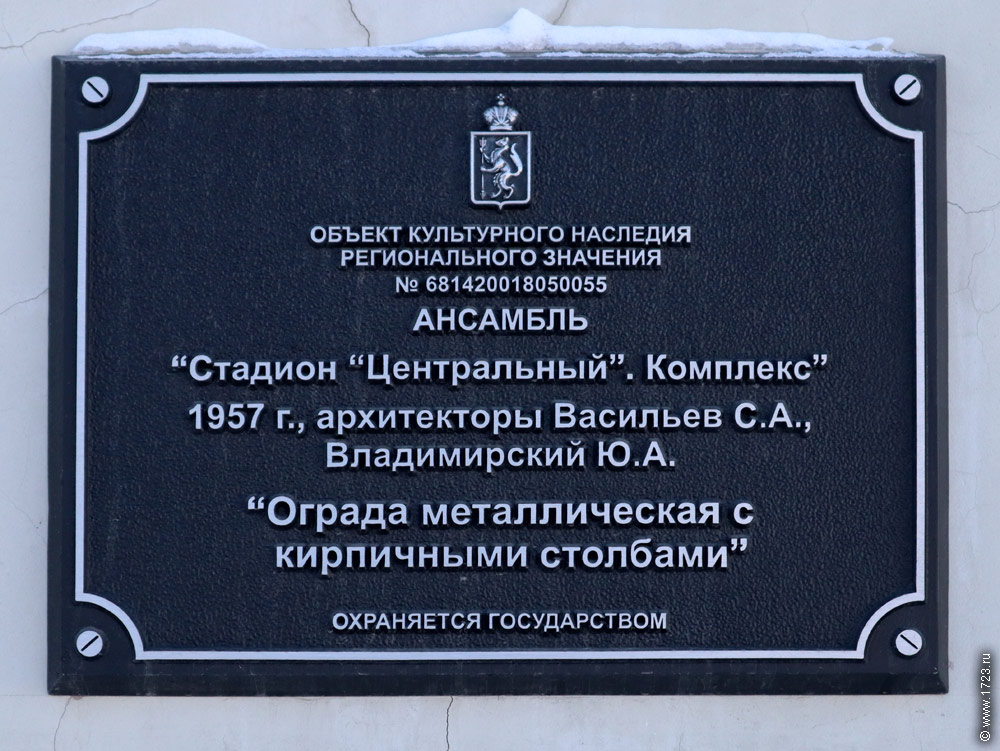 ОБЪЕКТ КУЛЬТУРНОГО НАСЛЕДИЯ
РЕГИОНАЛЬНОГО ЗНАЧЕНИЯ
№ 681420018050055
АНСАМБЛЬ
“Стадион “Центральный”. Комплекс”
1957 г., архитекторы Васильев С.А.,
Владимирский Ю.А.
“Ограда металлическая с
кирпичными столбами”
ОХРАНЯЕТСЯ ГОСУДАРСТВОМ
© www.1723.ru